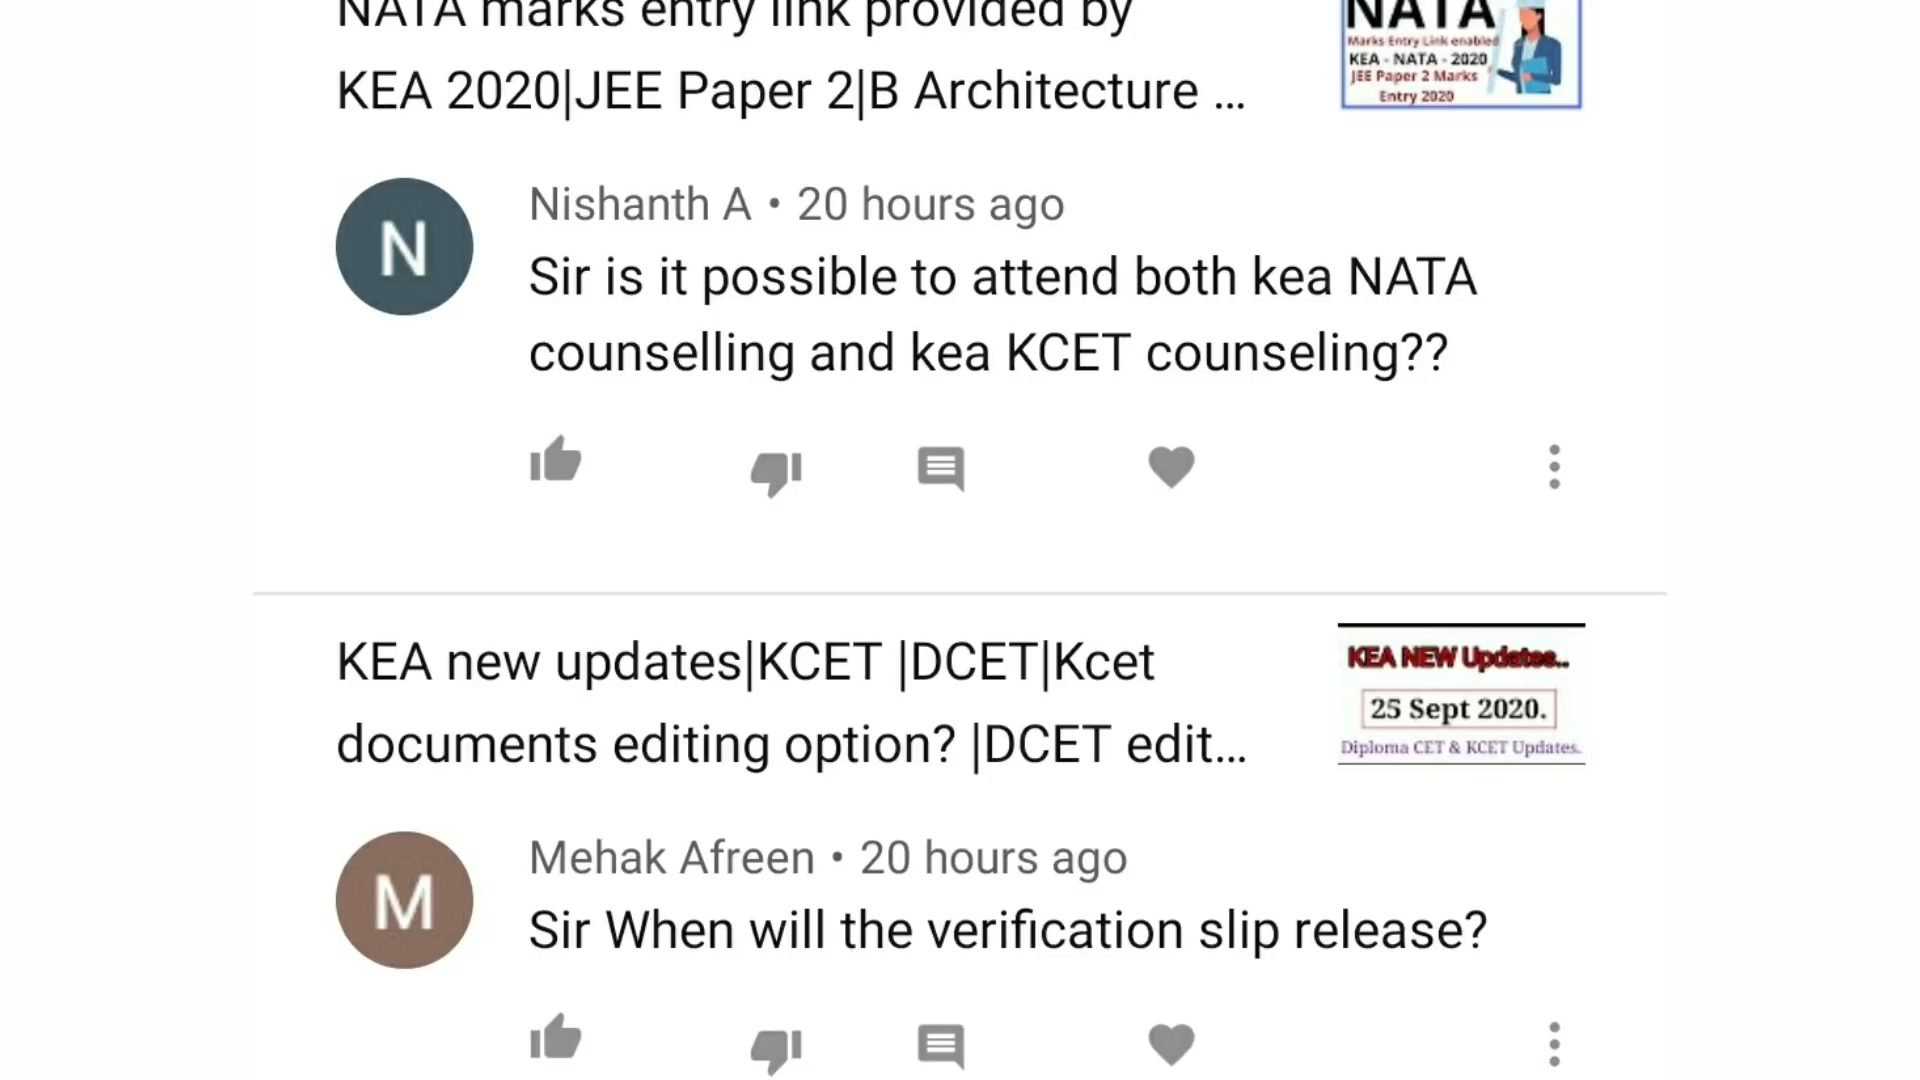 NATA marks entry link provided by
KEA 2020|JEE Paper 2|B Architecture ...
NATA
Marks Entry Link enabled
KEA - NATA - 2020
JEE Paper 2 Marks
Entry 2020
N
Nishanth A • 20 hours ago
Sir is it possible to attend both kea NATA
counselling and kea KCET counseling??
KEA new updates|KCET |DCET|Kcet
documents editing option? |DCET edit...
KEA NEW Updates..
25 Sept 2020.
Diploma CET & KCET Updates.
M
Mehak Afreen • 20 hours ago
Sir When will the verification slip release?